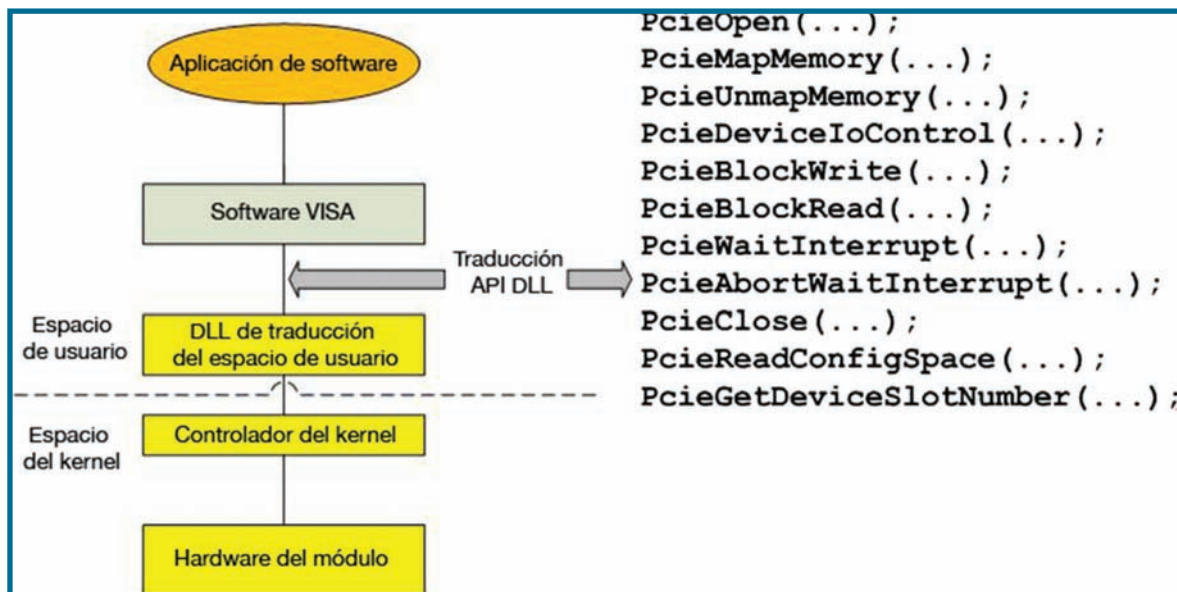 Aplicación de software
Software VISA
Traducción
API DLL
Espacio
de usuario
DLL de traducción
del espacio de usuario
Espacio
del kernel
Controlador del kernel
Hardware del módulo
PcieOpen(...);
PcieMapMemory(...);
PcieUnmapMemory(...);
PcieDeviceIoControl(...);
PcieBlockWrite(...);
PcieBlockRead(...);
PcieWaitInterrupt(...);
PcieAbortWaitInterrupt(...);
PcieClose(...);
PcieReadConfigSpace(...);
PcieGetDeviceSlotNumber(...);